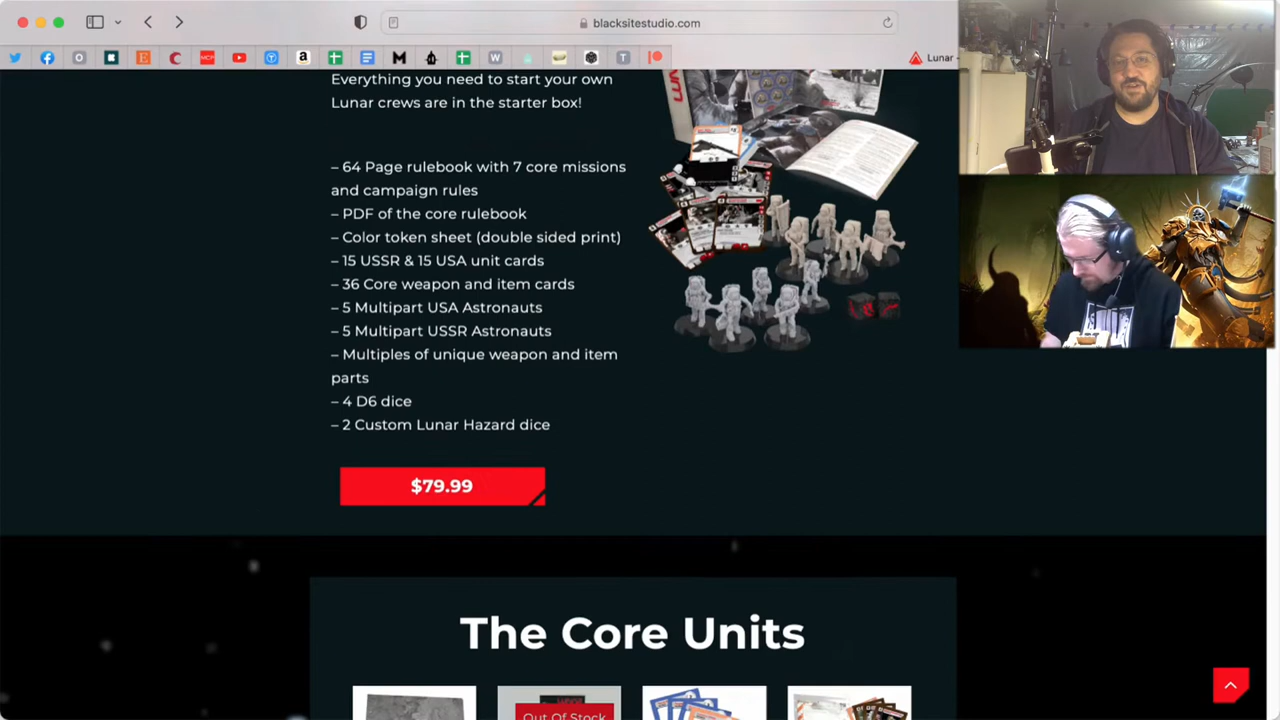 blacksitestudio.com
Lunar -
Everything you need to start your own
Lunar crews are in the starter box!
– 64 Page rulebook with 7 core missions
and campaign rules
– PDF of the core rulebook
– Color token sheet (double sided print)
– 15 USSR & 15 USA unit cards
– 36 Core weapon and item cards
– 5 Multipart USA Astronauts
– 5 Multipart USSR Astronauts
– Multiples of unique weapon and item
parts
– 4 D6 dice
– 2 Custom Lunar Hazard dice
$79.99
The Core Units
Out Of Stock